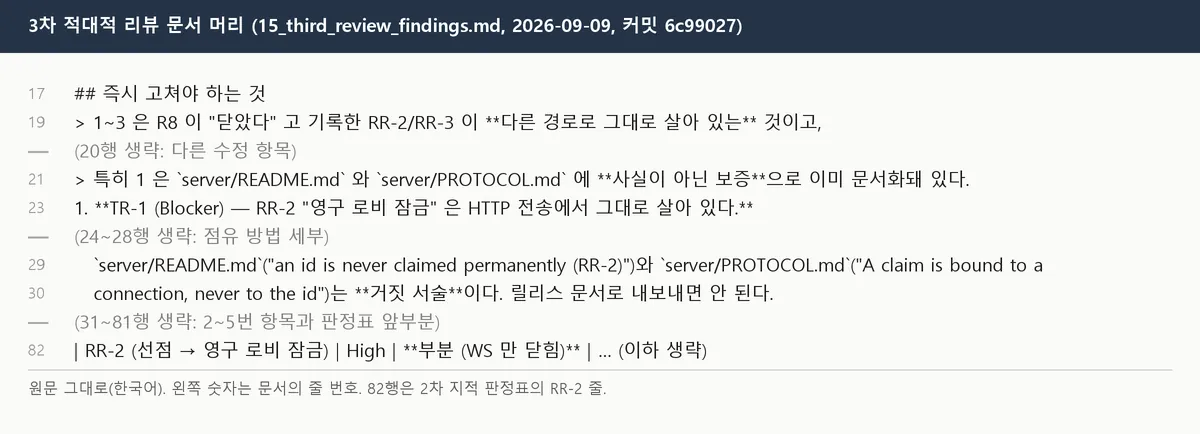 3차 적대적 리뷰 문서 머리 (15_third_review_findings.md, 2026-09-09, 커밋 6c99027)
17 ## 즉시 고쳐야 하는 것
19 > 1~3 은 R8 이 "닫았다" 고 기록한 RR-2/RR-3 이 **다른 경로로 그대로 살아 있는** 것이고,
— (20행 생략: 다른 수정 항목)
21 > 특히 1 은 `server/README.md` 와 `server/PROTOCOL.md` 에 **사실이 아닌 보증**으로 이미 문서화돼 있다.
23 1. **TR-1 (Blocker) — RR-2 "영구 로비 잠금" 은 HTTP 전송에서 그대로 살아 있다.**
— (24~28행 생략: 점유 방법 세부)
29 `server/README.md`("an id is never claimed permanently (RR-2)")와 `server/PROTOCOL.md`("A claim is bound to a
30 connection, never to the id")는 **거짓 서술**이다. 릴리스 문서로 내보내면 안 된다.
— (31~81행 생략: 2~5번 항목과 판정표 앞부분)
82 | RR-2 (선점 → 영구 로비 잠금) | High | **부분 (WS 만 닫힘)** | ... (이하 생략)
원문 그대로(한국어). 왼쪽 숫자는 문서의 줄 번호. 82행은 2차 지적 판정표의 RR-2 줄.